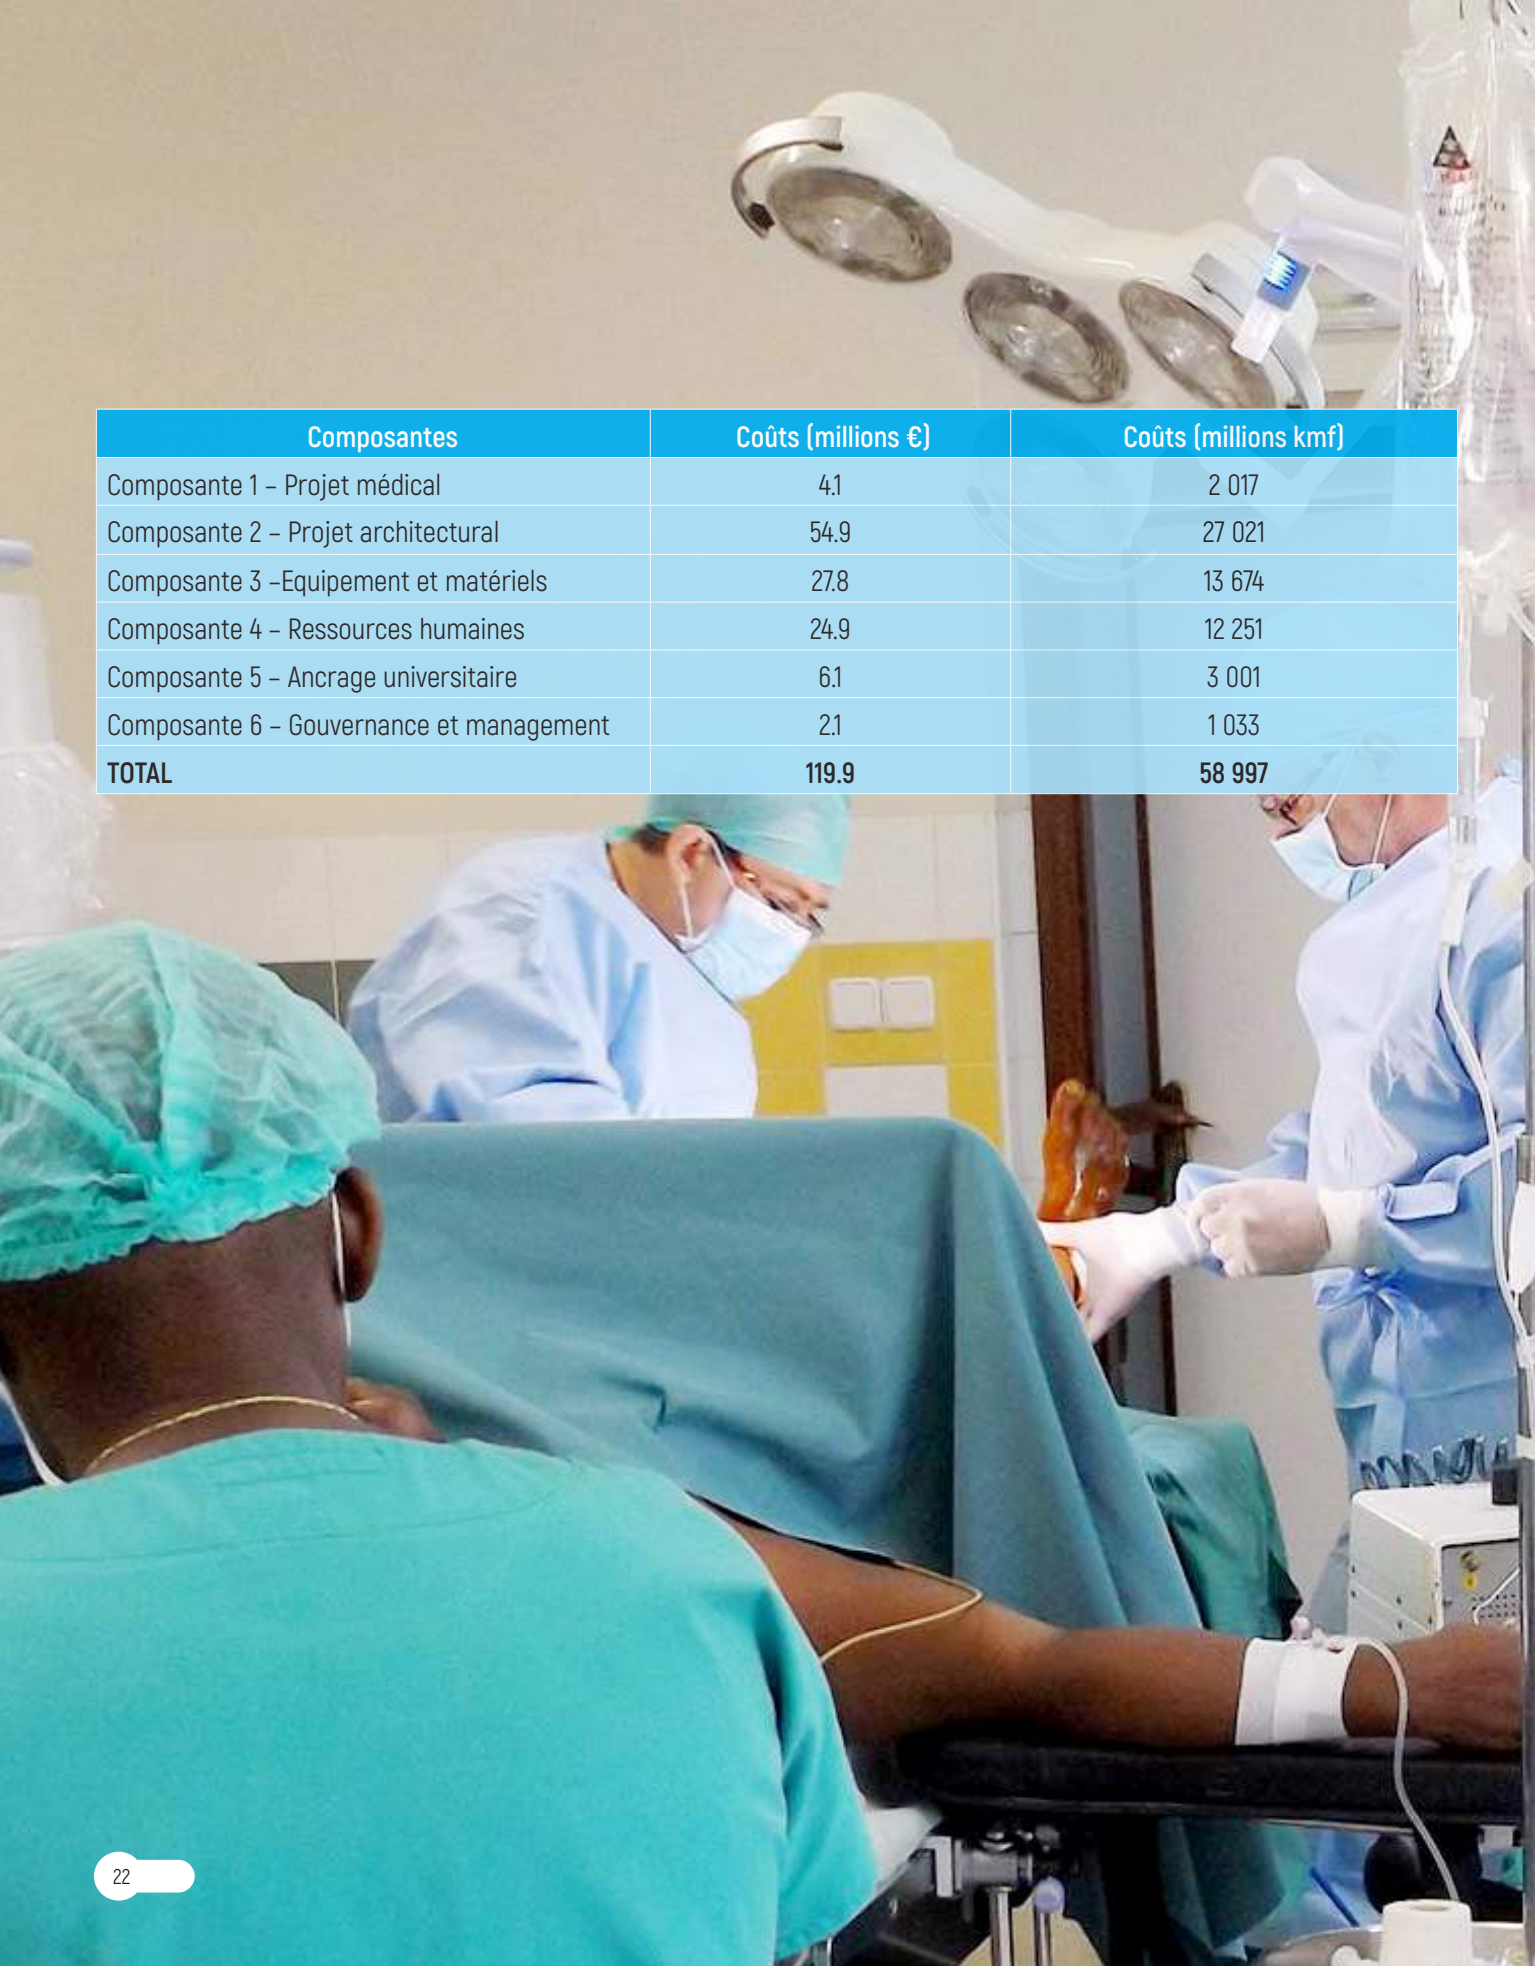 Composantes Coûts (millions €) Coûts (millions kmf)
Composante 1 – Projet médical 4.1 2 017
Composante 2 – Projet architectural 54.9 27 021
Composante 3 –Equipement et matériels 27.8 13 674
Composante 4 – Ressources humaines 24.9 12 251
Composante 5 – Ancrage universitaire 6.1 3 001
Composante 6 – Gouvernance et management 2.1 1 033
TOTAL 119.9 58 997
22